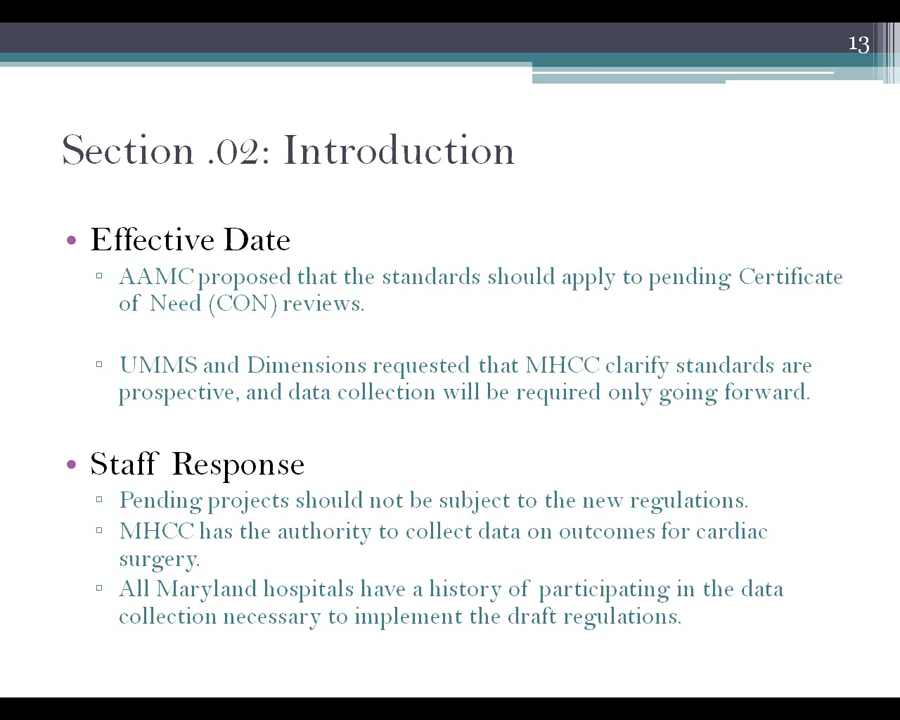 13
Section .02: Introduction
• Effective Date
▫ AAMC proposed that the standards should apply to pending Certificate
of Need (CON) reviews.
▫ UMMS and Dimensions requested that MHCC clarify standards are
prospective, and data collection will be required only going forward.
• Staff Response
▫ Pending projects should not be subject to the new regulations.
▫ MHCC has the authority to collect data on outcomes for cardiac
surgery.
▫ All Maryland hospitals have a history of participating in the data
collection necessary to implement the draft regulations.